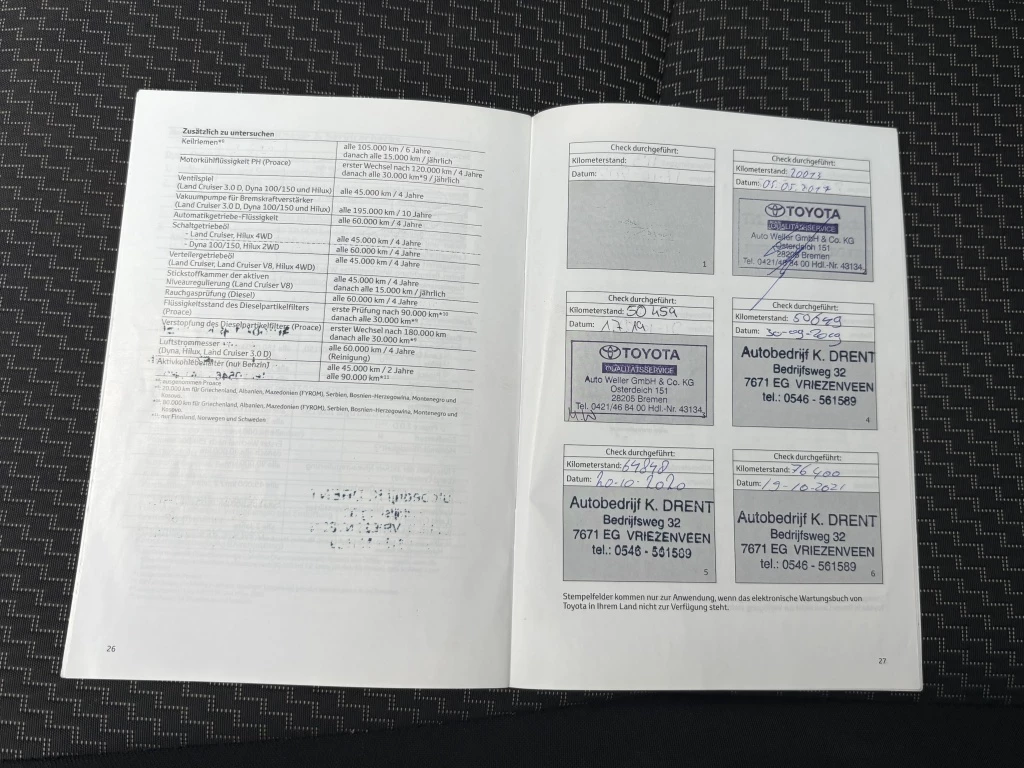 Zusätzlich zu untersuchen
Keilriemen*⁸
alle 105.000 km / 6 Jahre
danach alle 15.000 km / jährlich
Motorkühlflüssigkeit PH (Proace)
erster Wechsel nach 120.000 km / 4 Jahre
danach alle 30.000 km*9 / jährlich
Ventilspiel
(Land Cruiser 3.0 D, Dyna 100/150 und Hilux)
alle 45.000 km / 4 Jahre
Vakuumpumpe für Bremskraftverstärker
(Land Cruiser 3.0 D, Dyna 100/150 und Hilux)
alle 195.000 km / 10 Jahre
Automatikgetriebe-Flüssigkeit
alle 60.000 km / 4 Jahre
Schaltgetriebeöl
- Land Cruiser, Hilux 4WD
alle 45.000 km / 4 Jahre
- Dyna 100/150, Hilux 2WD
alle 60.000 km / 4 Jahre
Verteilergetriebeöl
(Land Cruiser, Land Cruiser V8, Hilux 4WD)
alle 45.000 km / 4 Jahre
Stickstoffkammer der aktiven
Niveauregulierung (Land Cruiser V8)
alle 45.000 km / 4 Jahre
danach alle 15.000 km / jährlich
Rauchgasprüfung (Diesel)
alle 60.000 km / 4 Jahre
Flüssigkeitsstand des Dieselpartikelfilters
(Proace)
erste Prüfung nach 90.000 km*¹⁰
danach alle 30.000 km*⁹
Verstopfung des Dieselpartikelfilters (Proace)
erster Wechsel nach 180.000 km
danach alle 30.000 km*⁹
Luftstrommesser
(Dyna, Hilux, Land Cruiser 3.0 D)
alle 60.000 km / 4 Jahre
(Reinigung)
Aktivkohlebehälter (nur Benzin)
alle 45.000 km / 2 Jahre
alle 90.000 km*¹¹
*⁸ ausgenommen Proace
*⁹ 20.000 km für Griechenland, Albanien, Mazedonien (FYROM), Serbien, Bosnien-Herzegowina, Montenegro und
Kosovo
*¹⁰ 80.000 km für Griechenland, Albanien, Mazedonien (FYROM), Serbien, Bosnien-Herzegowina, Montenegro und
Kosovo
*¹¹ nur Finnland, Norwegen und Schweden
26
Check durchgeführt:
Kilometerstand:
Datum:
1
Check durchgeführt:
Kilometerstand: 20013
Datum: 05.05.2017
TOYOTA
QUALITÄTSSERVICE
Auto Weller GmbH & Co. KG
Osterdeich 151
28205 Bremen
Tel. 0421/46 84 00 Hdl.-Nr. 43134
Check durchgeführt:
Kilometerstand: 50459
Datum: 1.7.19
TOYOTA
QUALITÄTSSERVICE
Auto Weller GmbH & Co. KG
Osterdeich 151
28205 Bremen
Tel. 0421/46 84 00 Hdl.-Nr. 43134
Check durchgeführt:
Kilometerstand: 50649
Datum: 30-09-2019
Autobedrijf K. DRENT
Bedrijfsweg 32
7671 EG VRIEZENVEEN
tel.: 0546 - 561589
4
Check durchgeführt:
Kilometerstand: 64848
Datum: 20-10-2020
Autobedrijf K. DRENT
Bedrijfsweg 32
7671 EG VRIEZENVEEN
tel.: 0546 - 561589
5
Check durchgeführt:
Kilometerstand: 76400
Datum: 19-10-2021
Autobedrijf K. DRENT
Bedrijfsweg 32
7671 EG VRIEZENVEEN
tel.: 0546 - 561589
6
Stempelfelder kommen nur zur Anwendung, wenn das elektronische Wartungsbuch von
Toyota in Ihrem Land nicht zur Verfügung steht.
27